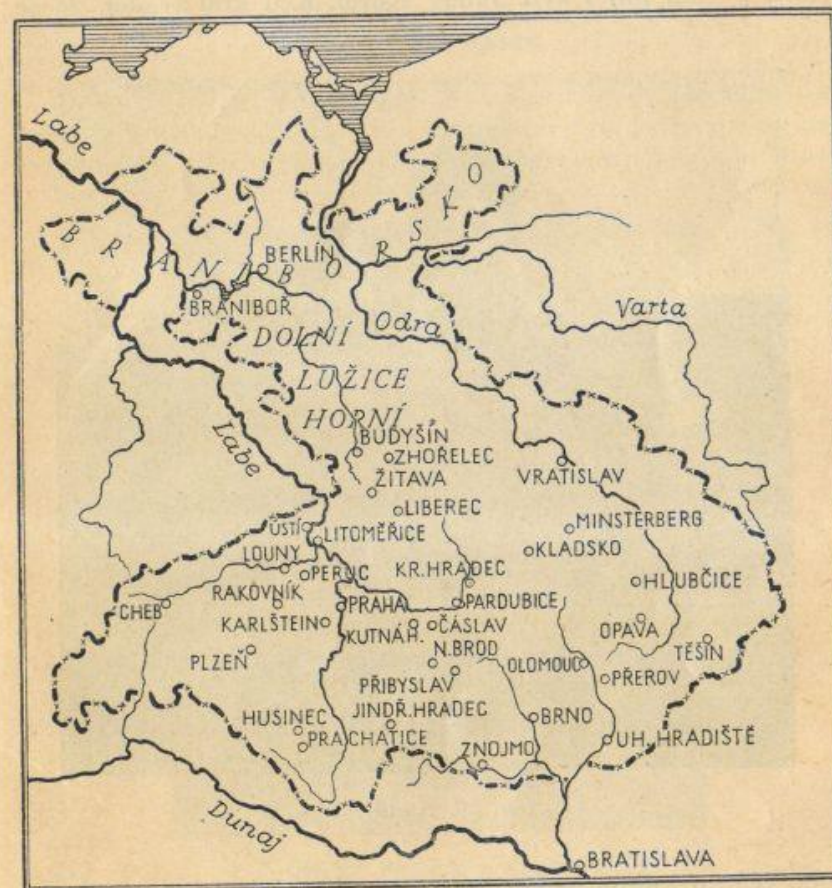 Labe
BRANIBORSKO
BERLÍN
BRANIBOŘ
Varta
Odra
DOLNÍ
LUŽICE
HORNÍ
Labe
BUDYŠÍN
ZHOŘELEC
VRATISLAV
ŽITAVA
LIBEREC
MINSTERBERG
ÚSTÍ
LITOMĚŘICE
KLADSKO
LOUNY
PERUC
KR. HRADEC
HLUBČICE
CHEB
RAKOVNÍK
PRAHA
PARDUBICE
KARLŠTEIN
KUTNÁ H.
ČÁSLAV
OPAVA
TĚŠÍN
PLZEŇ
N. BROD
OLOMOUC
PŘEROV
PŘIBYSLAV
JINDŘ. HRADEC
HUSINEC
BRNO
PRACHATICE
UH. HRADIŠTĚ
ZNOJMO
Dunaj
BRATISLAVA